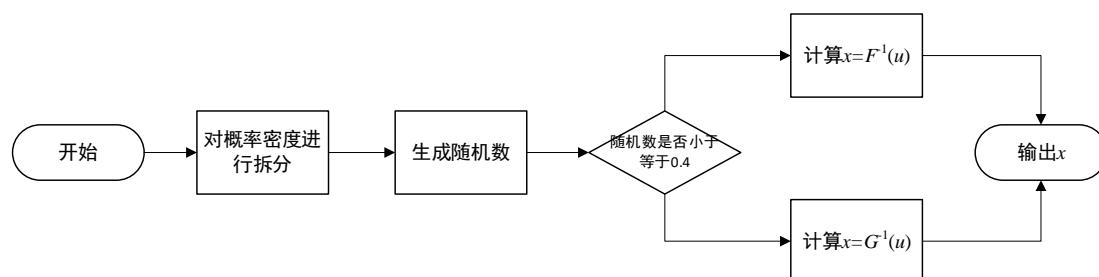 开始
对概率密度进
行拆分
生成随机数
随机数是否小于
等于0.4
计算x=F⁻¹(u)
计算x=G⁻¹(u)
输出x